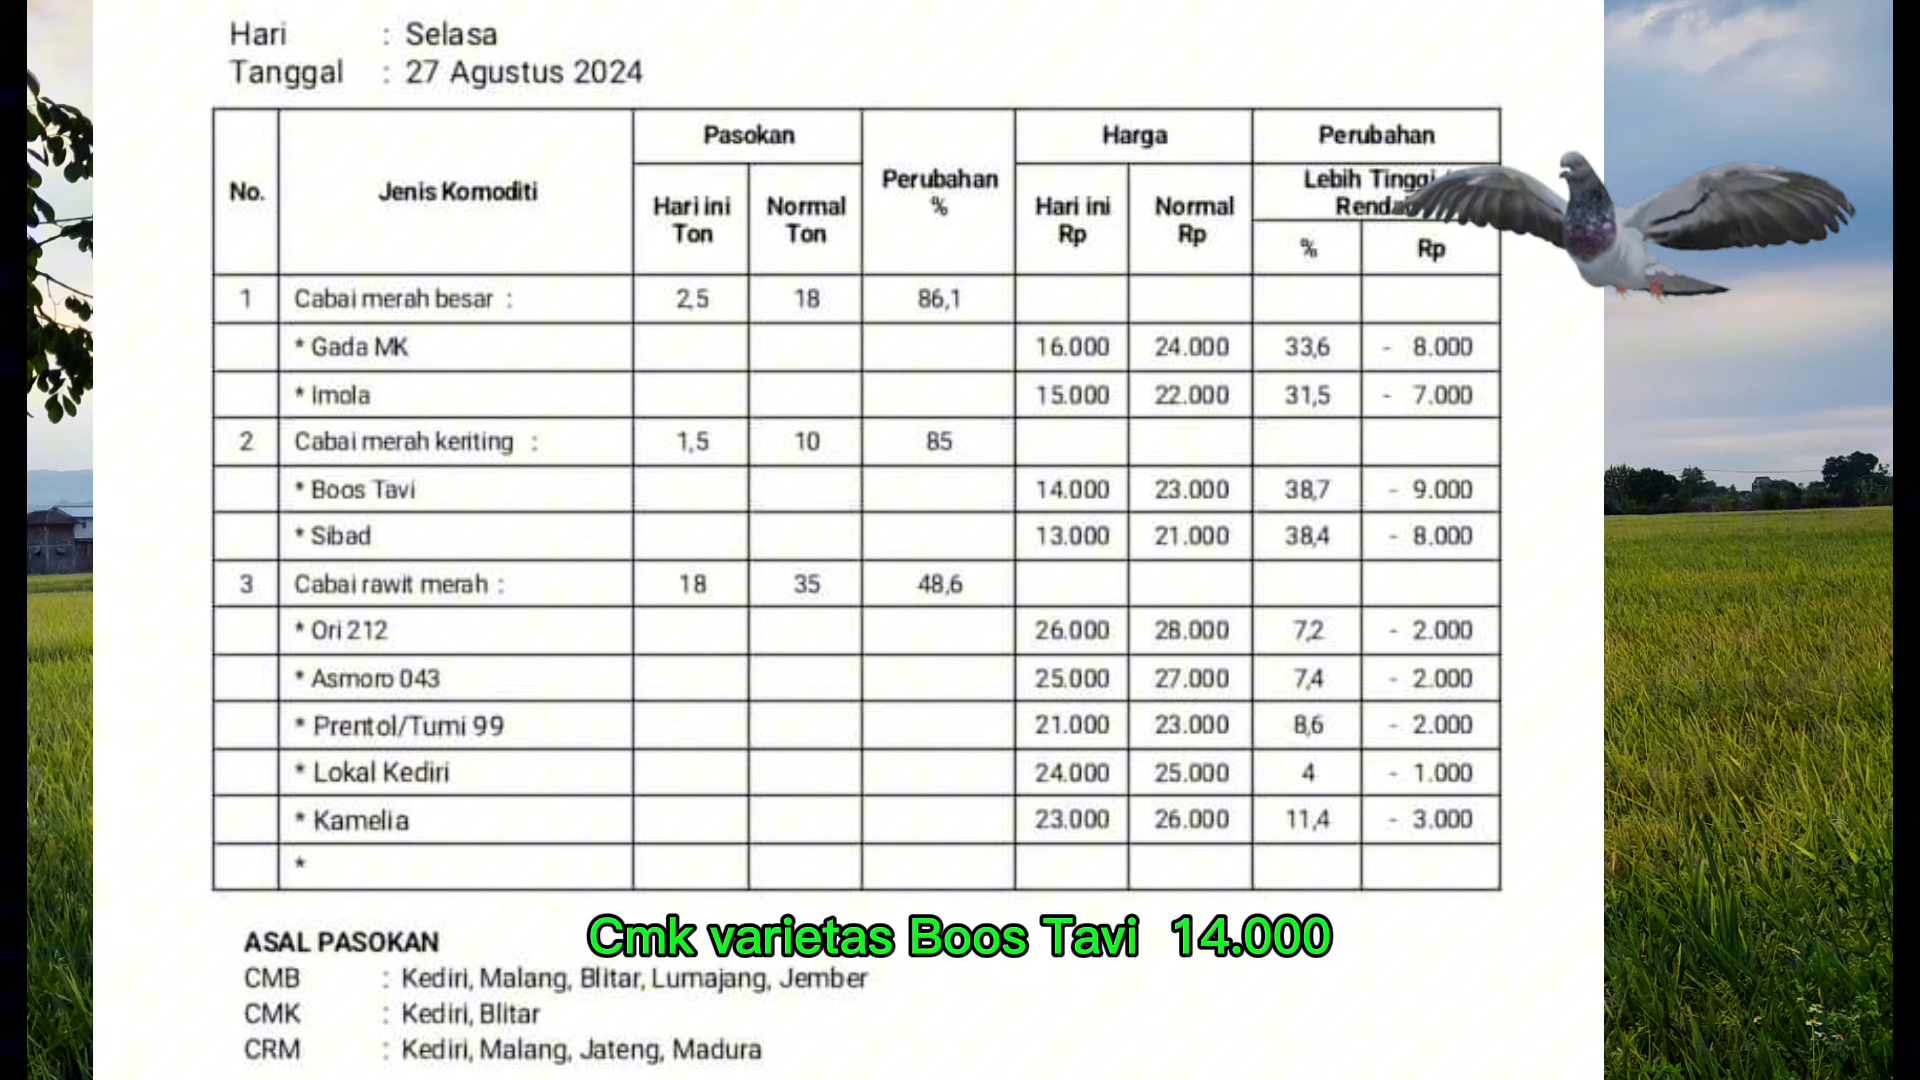 Hari : Selasa
Tanggal : 27 Agustus 2024
No. Jenis Komoditi Pasokan Perubahan % Harga Perubahan
Hari ini Ton Normal Ton Hari ini Rp Normal Rp Lebih Tinggi
% Rp
1 Cabai merah besar : 2,5 18 86,1
* Gada MK 16.000 24.000 33,6 - 8.000
* Imola 15.000 22.000 31,5 - 7.000
2 Cabai merah keriting : 1,5 10 85
* Boos Tavi 14.000 23.000 38,7 - 9.000
* Sibad 13.000 21.000 38,4 - 8.000
3 Cabai rawit merah : 18 35 48,6
* Ori 212 26.000 28.000 7,2 - 2.000
* Asmoro 043 25.000 27.000 7,4 - 2.000
* Prentol/Tumi 99 21.000 23.000 8,6 - 2.000
* Lokal Kediri 24.000 25.000 4 - 1.000
* Kamelia 23.000 26.000 11,4 - 3.000
*
ASAL PASOKAN
Cmk varietas Boos Tavi 14.000
CMB : Kediri, Malang, Blitar, Lumajang, Jember
CMK : Kediri, Blitar
CRM : Kediri, Malang, Jateng, Madura